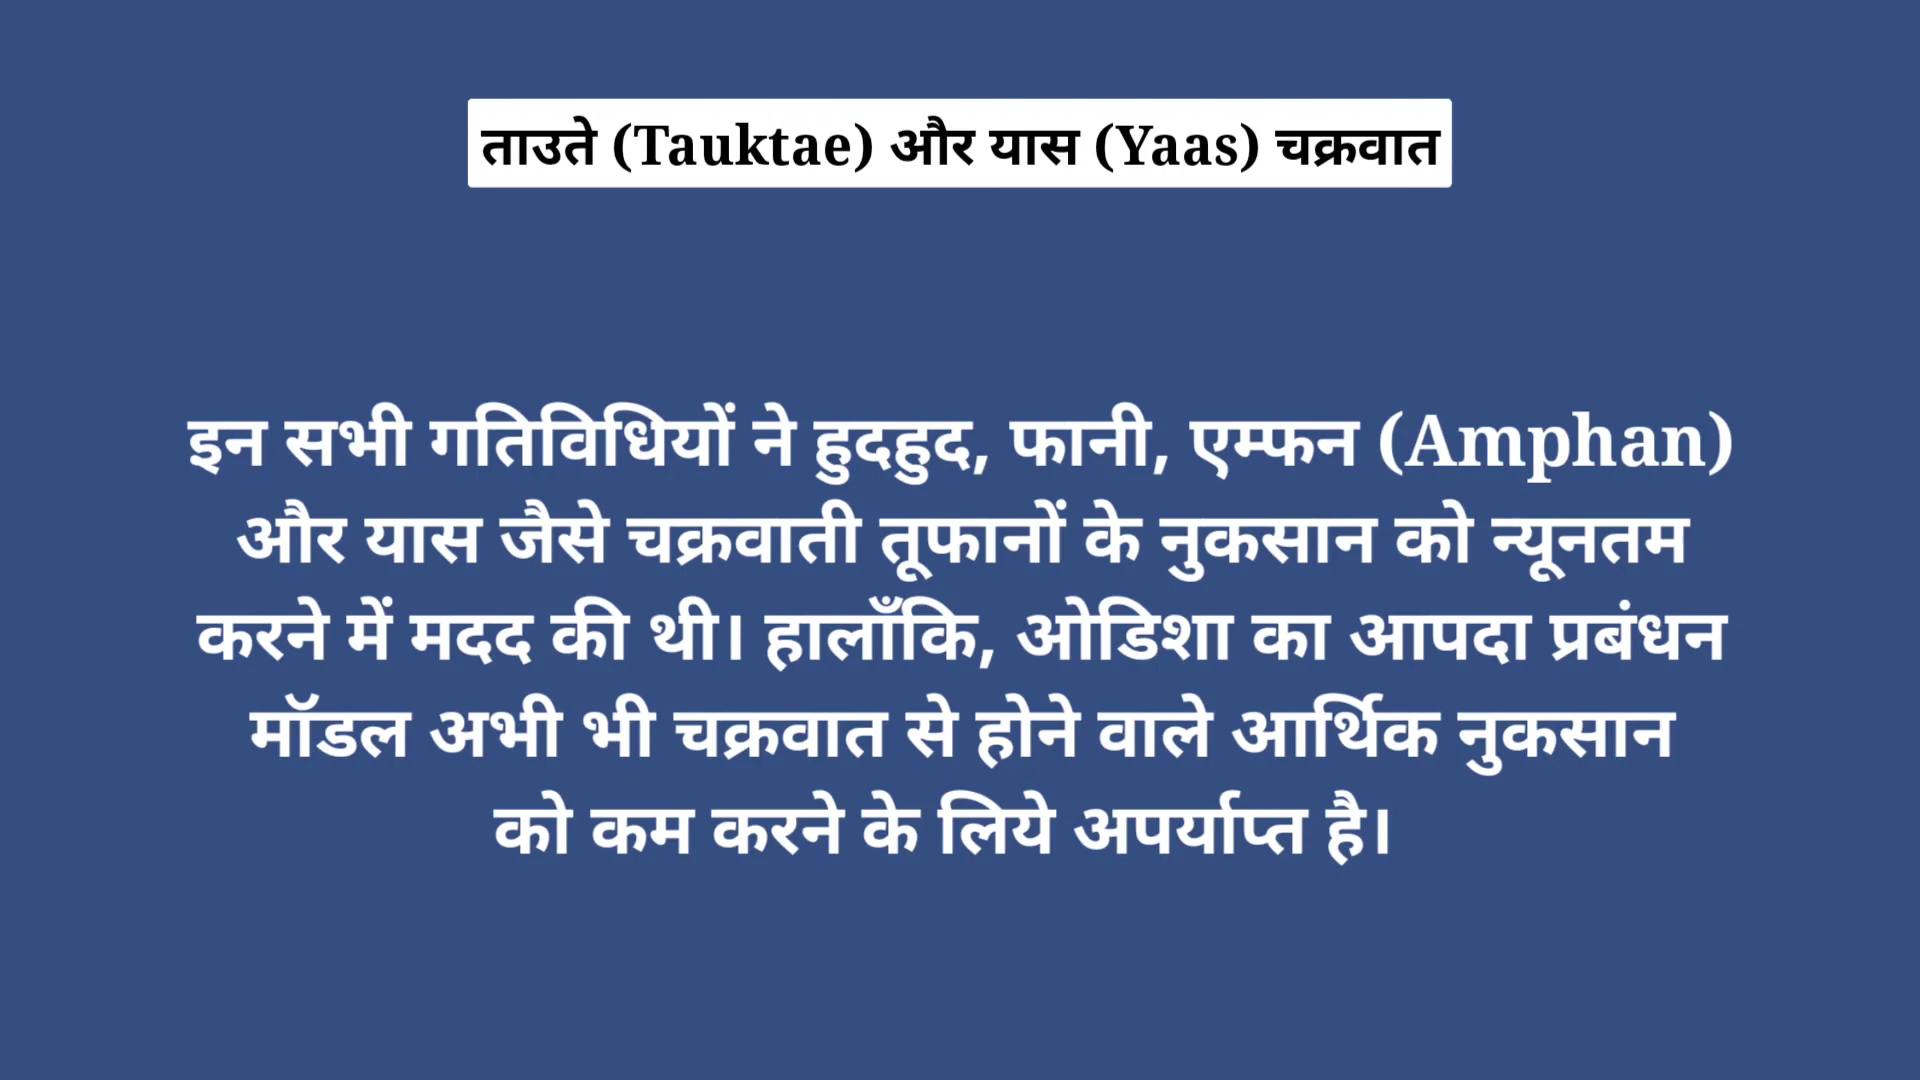 ताउते (Tauktae) और यास (Yaas) चक्रवात
इन सभी गतिविधियों ने हुदहुद, फानी, एम्फन (Amphan)
और यास जैसे चक्रवाती तूफानों के नुकसान को न्यूनतम
करने में मदद की थी। हालाँकि, ओडिशा का आपदा प्रबंधन
मॉडल अभी भी चक्रवात से होने वाले आर्थिक नुकसान
को कम करने के लिये अपर्याप्त है।